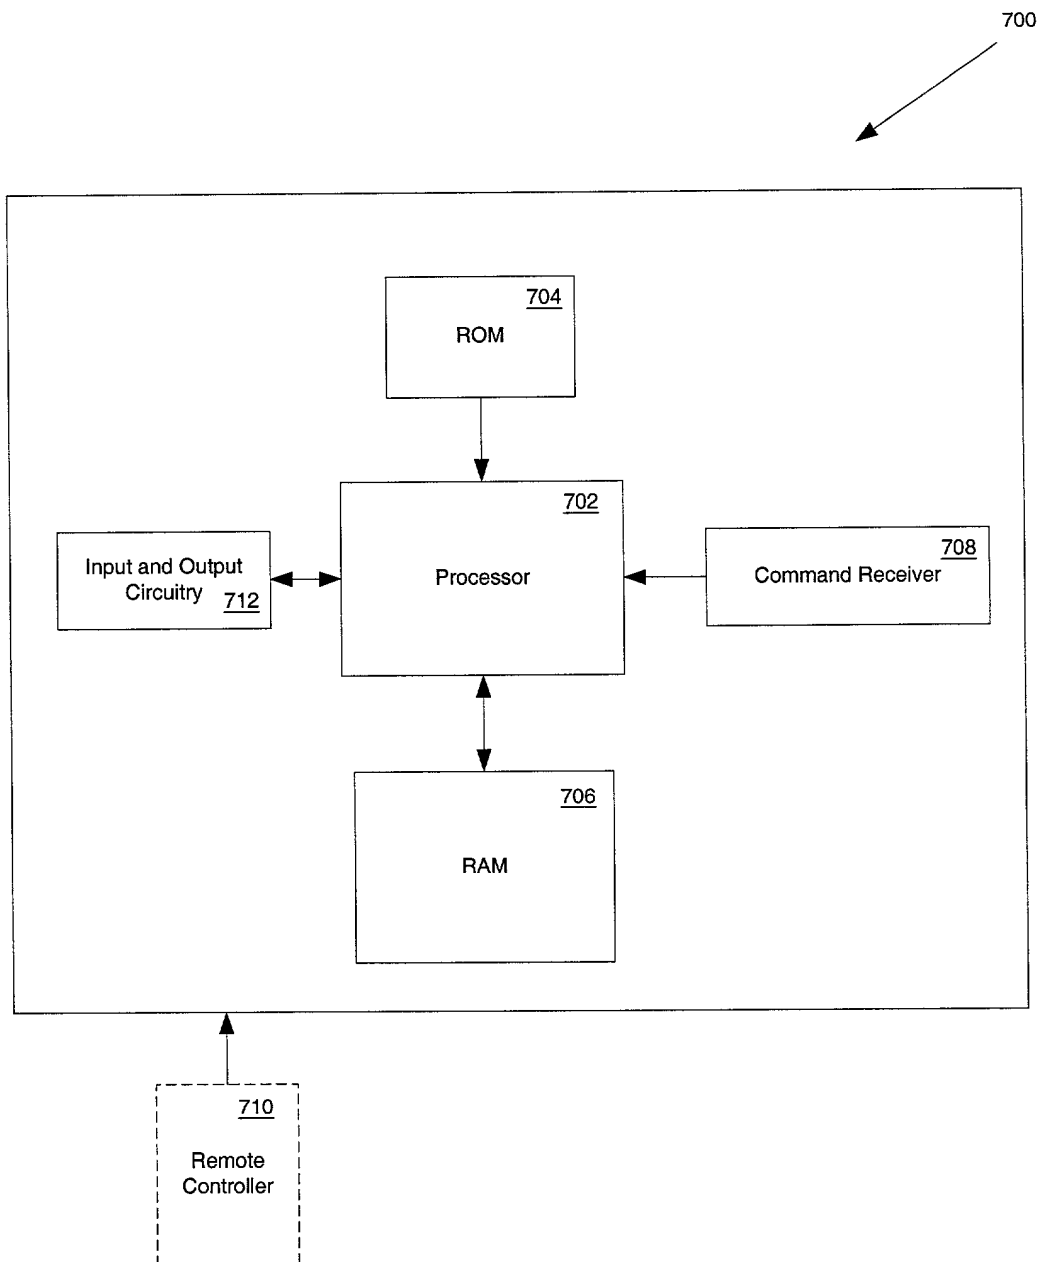 700
704
ROM
702
Processor
Input and Output
Circuitry
712
708
Command Receiver
706
RAM
710
Remote
Controller